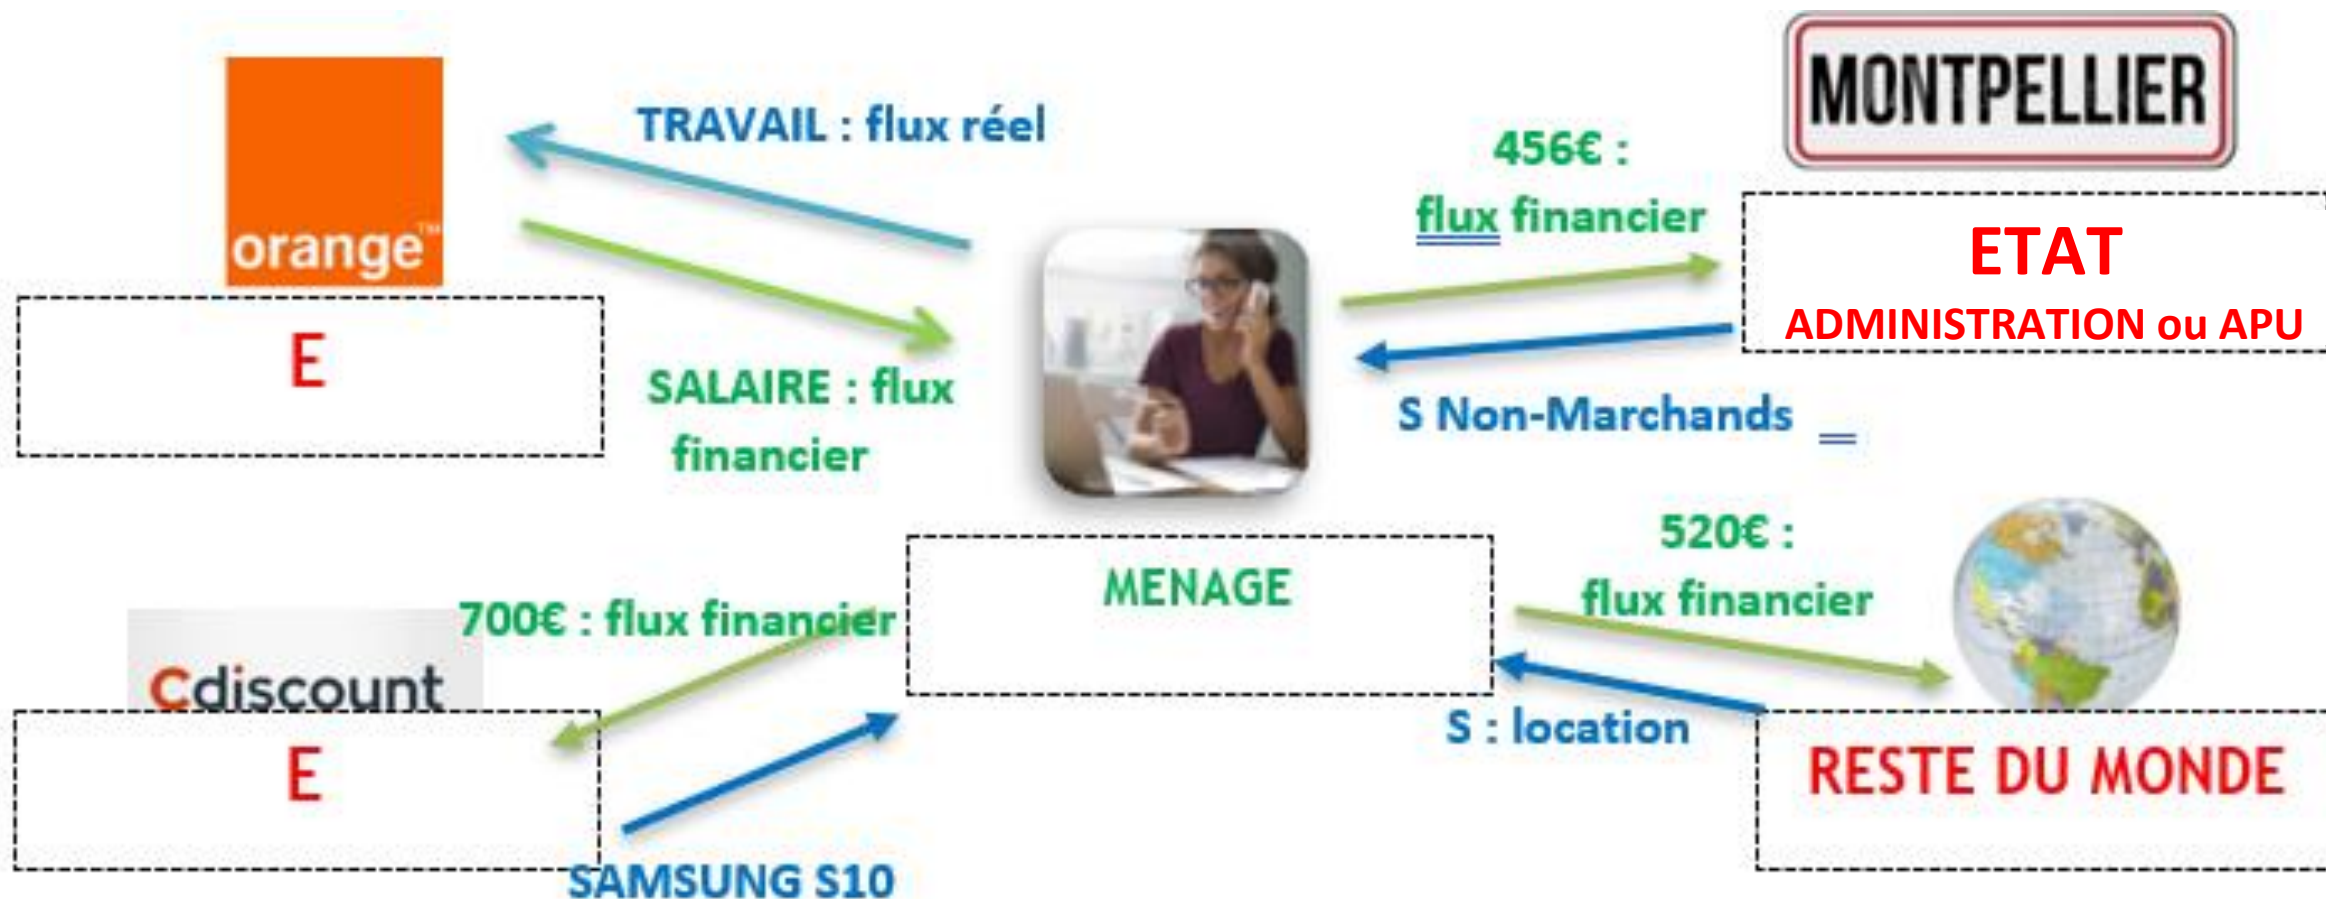 orange™
E
TRAVAIL : flux réel
SALAIRE : flux
financier
456€ :
flux financier
MONTPELLIER
ETAT
ADMINISTRATION ou APU
S Non-Marchands
MENAGE
700€ : flux financier
Cdiscount
E
SAMSUNG S10
520€ :
flux financier
S : location
RESTE DU MONDE